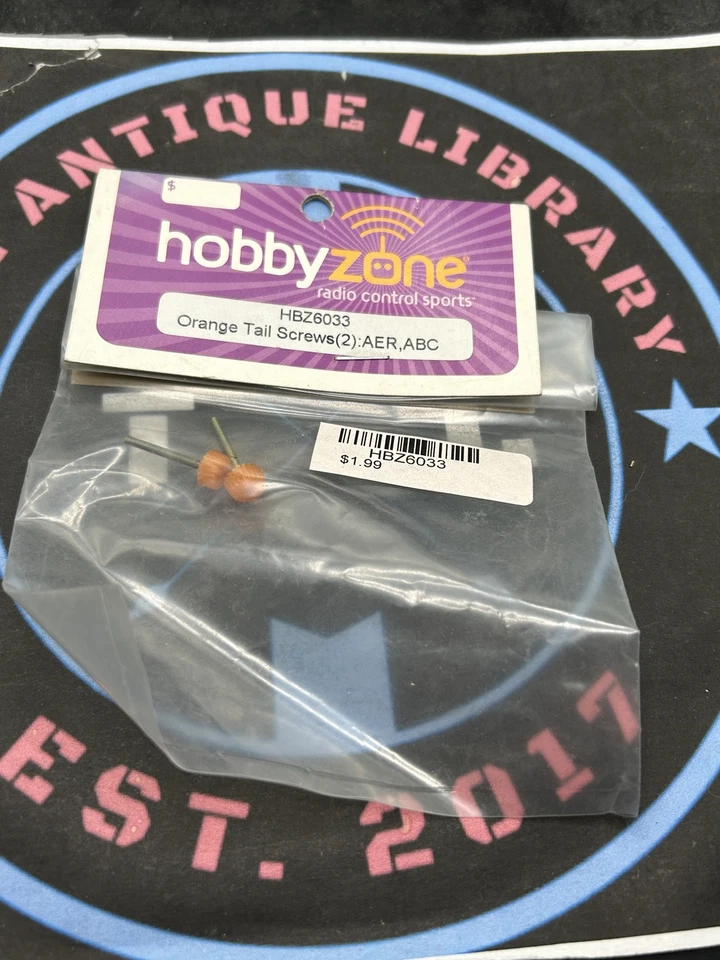 ANTIQUE LIBRARY
$
hobbyzone®
radio control sports
HBZ6033
Orange Tail Screws(2):AER,ABC
HBZ6033
$1.99
EST. 2017